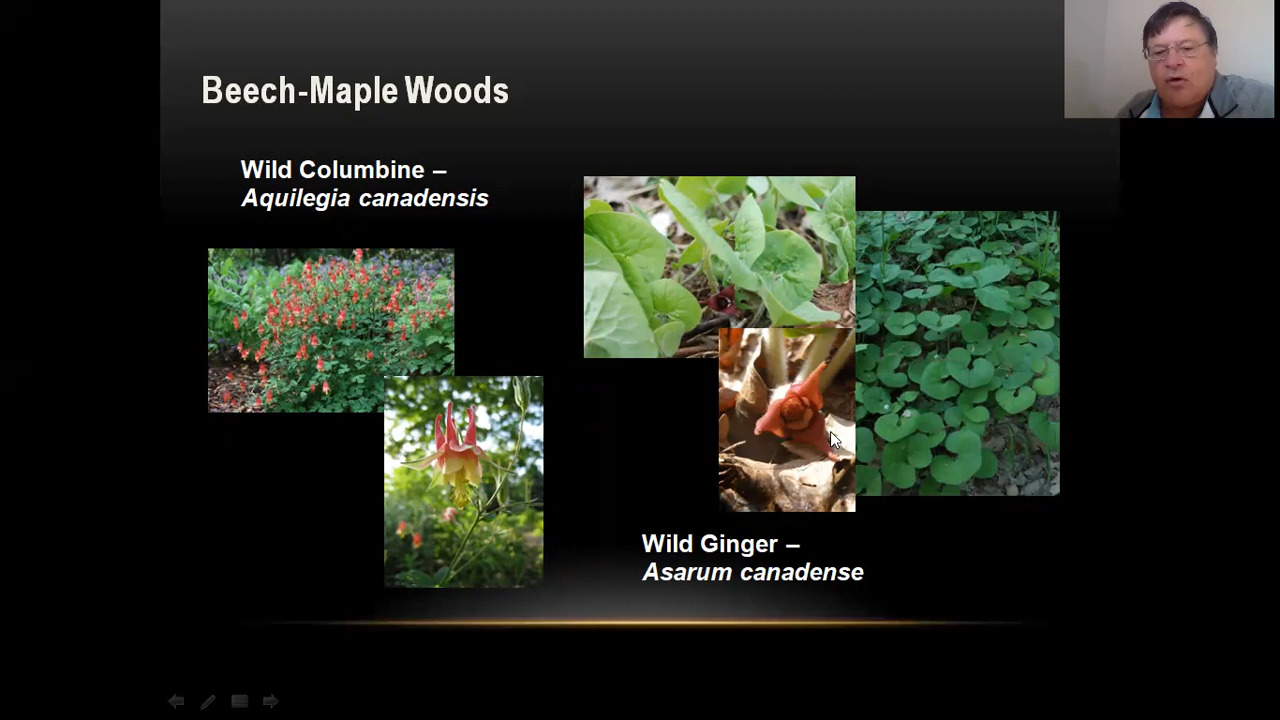 Beech-Maple Woods
Wild Columbine –
Aquilegia canadensis
Wild Ginger –
Asarum canadense